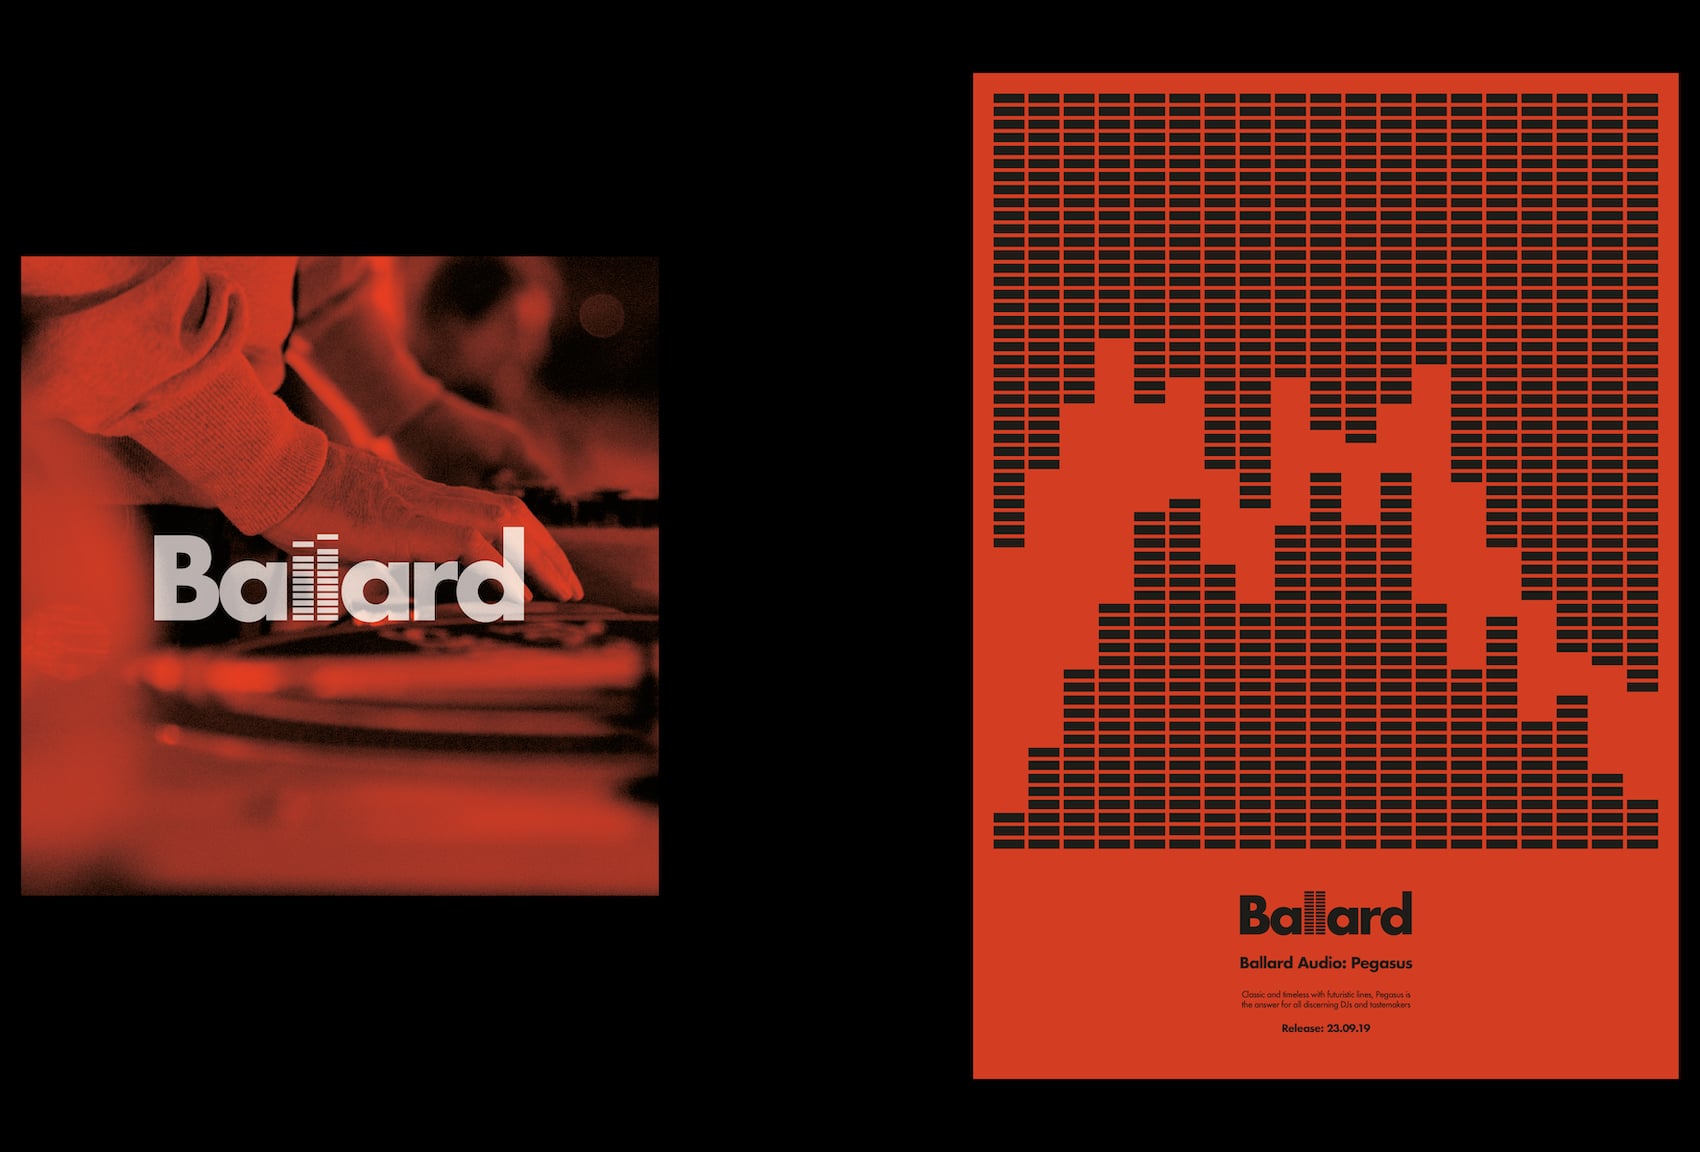 Ballard
Ballard
Ballard Audio: Pegasus
Classic and timeless with futuristic lines, Pegasus is
the answer for all discerning DJs and tastemakers
Release: 23.09.19